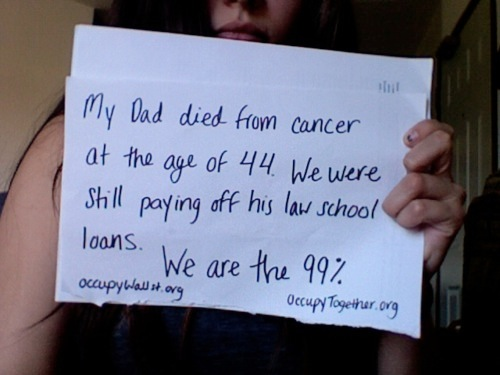 My Dad died from cancer
at the age of 44. We were
still paying off his law school
loans.
We are the 99%
occupywallst.org
OccupyTogether.org